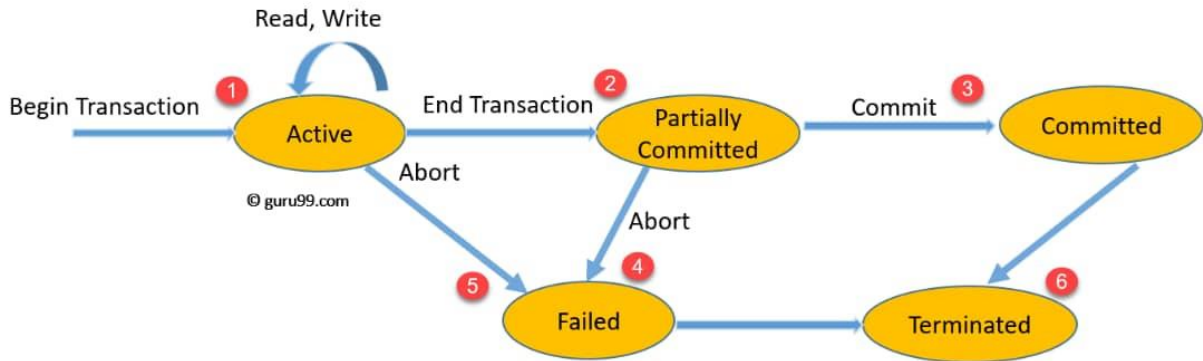 Read, Write
1
2
3
Begin Transaction
End Transaction
Commit
Active
Partially
Committed
Committed
Abort
© guru99.com
Abort
5
4
6
Failed
Terminated